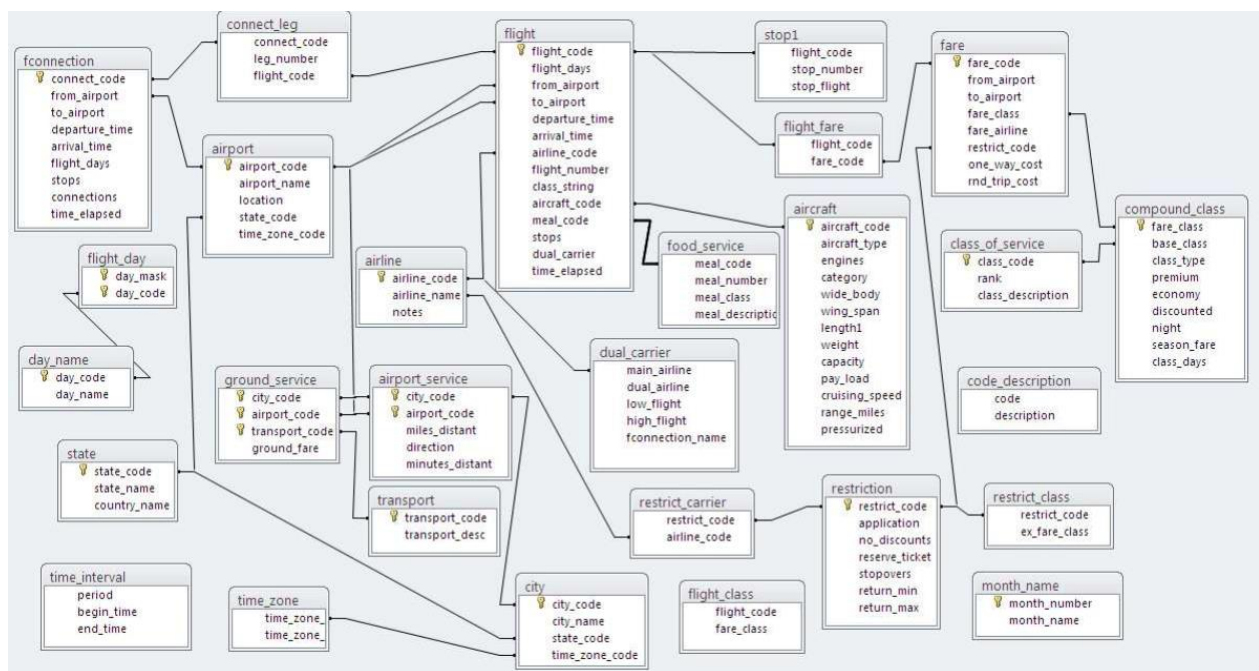 connect_leg
connect_code
leg_number
flight_code
fconnection
connect_code
from_airport
to_airport
departure_time
arrival_time
flight_days
stops
connections
time_elapsed
flight
flight_code
flight_days
from_airport
to_airport
departure_time
arrival_time
airline_code
flight_number
class_string
aircraft_code
meal_code
stops
dual_carrier
time_elapsed
stop1
flight_code
stop_number
stop_flight
fare
fare_code
from_airport
to_airport
fare_class
fare_airline
restrict_code
one_way_cost
rnd_trip_cost
flight_fare
flight_code
fare_code
airport
airport_code
airport_name
location
state_code
time_zone_code
aircraft
aircraft_code
aircraft_type
engines
category
wide_body
wing_span
length1
weight
capacity
pay_load
cruising_speed
range_miles
pressurized
compound_class
fare_class
base_class
class_type
premium
economy
discounted
night
season_fare
class_days
class_of_service
class_code
rank
class_description
food_service
meal_code
meal_number
meal_class
meal_descriptic
flight_day
day_mask
day_code
airline
airline_code
airline_name
notes
day_name
day_code
day_name
ground_service
city_code
airport_code
transport_code
ground_fare
airport_service
city_code
airport_code
miles_distant
direction
minutes_distant
dual_carrier
main_airline
dual_airline
low_flight
high_flight
fconnection_name
code_description
code
description
state
state_code
state_name
country_name
transport
transport_code
transport_desc
restrict_carrier
restrict_code
airline_code
restriction
restrict_code
application
no_discounts
reserve_ticket
stopovers
return_min
return_max
restrict_class
restrict_code
ex_fare_class
time_interval
period
begin_time
end_time
time_zone
time_zone_
time_zone_
city
city_code
city_name
state_code
time_zone_code
flight_class
flight_code
fare_class
month_name
month_number
month_name